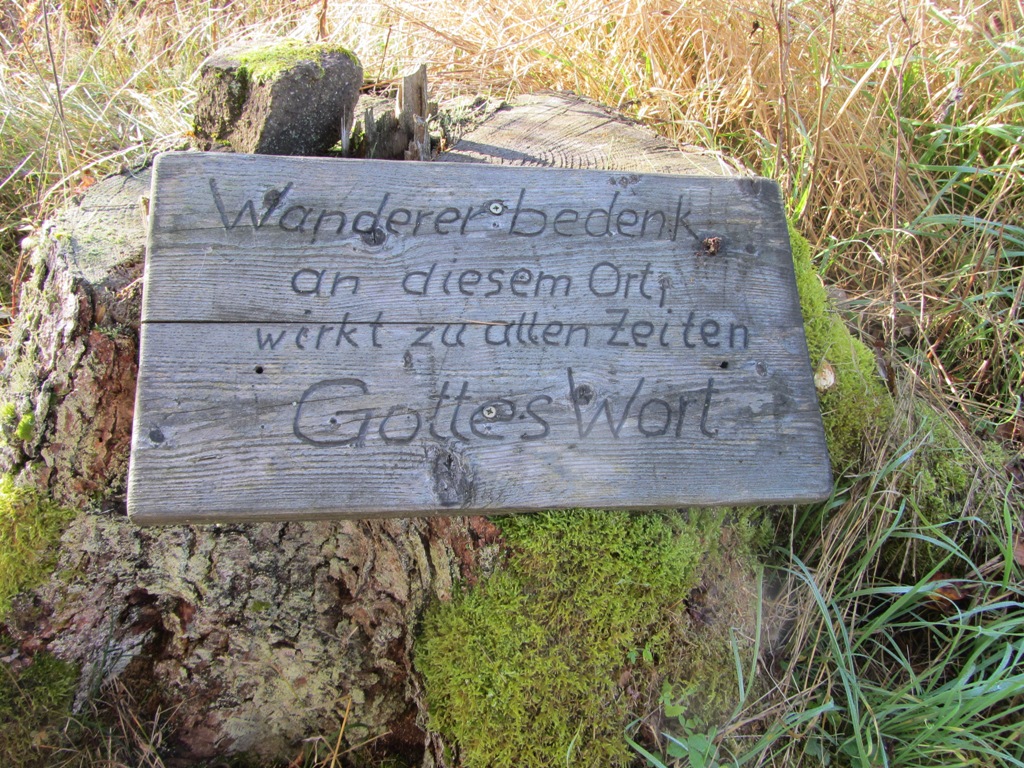 Wanderer bedenk
an diesem Ort,
wirkt zu allen Zeiten
Gottes Wort